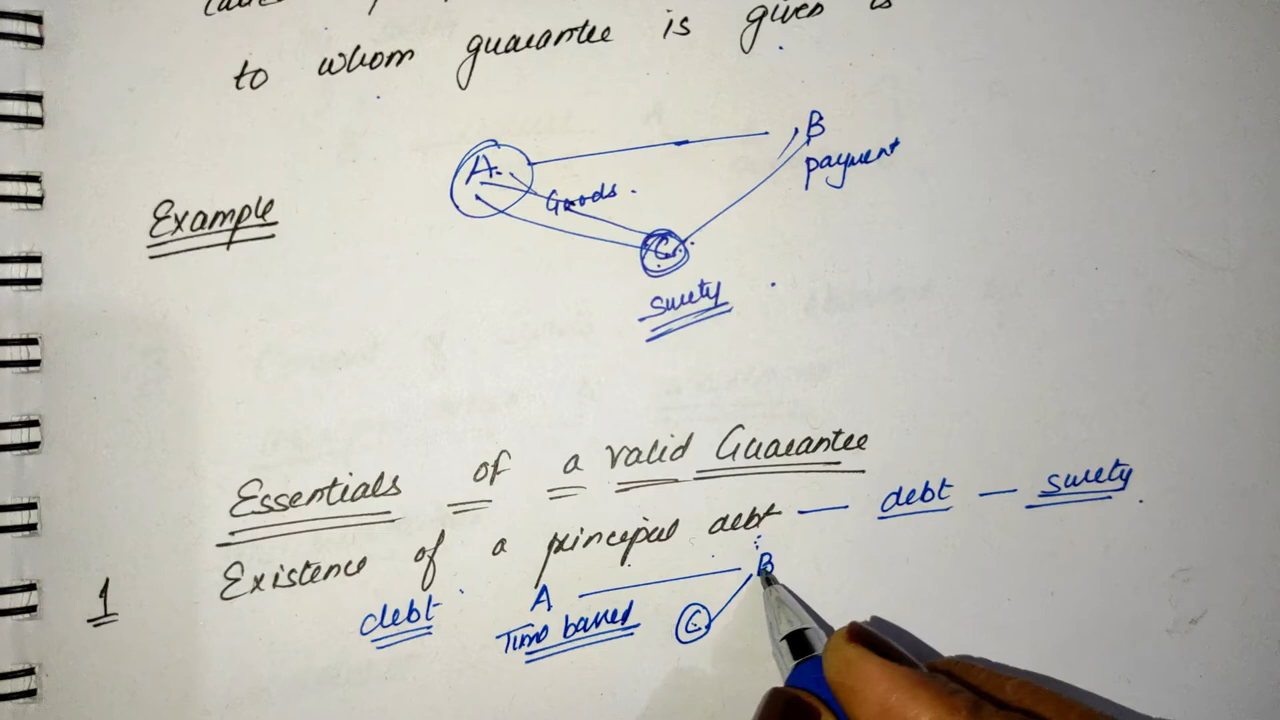 to whom guarantee is given is
A.
B
payment
Goods.
Example
C
surety
Essentials of a valid Guarantee
1 Existence of a principal debt — debt — surety
debt A B
Time barred C